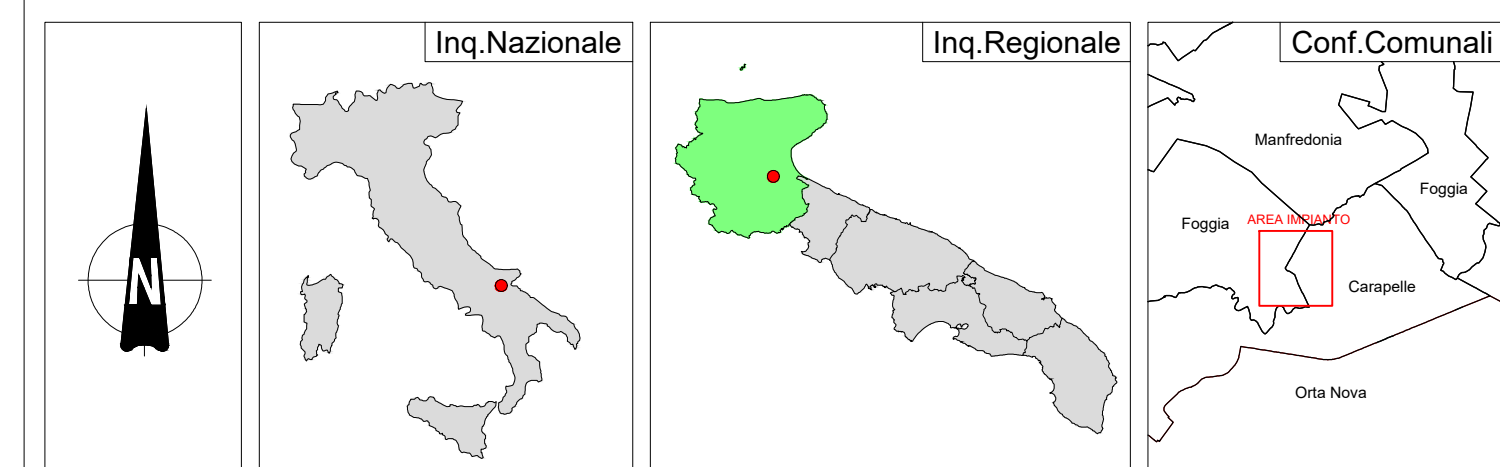 N
Inq.Nazionale
Inq.Regionale
Conf.Comunali
Manfredonia
Foggia
Foggia
AREA IMPIANTO
Carapelle
Orta Nova